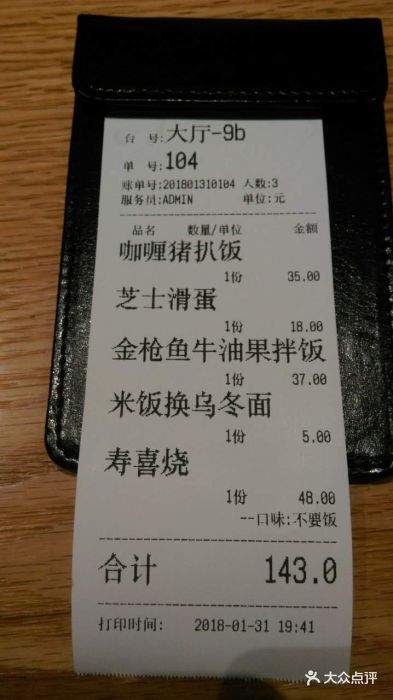 台 号:大厅-9b
单 号:104
账单号:201801310104 人数:3
服务员:ADMIN 单位:元
品名 数量/单位 金额
咖喱猪扒饭
1份 35.00
芝士滑蛋
1份 18.00
金枪鱼牛油果拌饭
1份 37.00
米饭换乌冬面
1份 5.00
寿喜烧
1份 48.00
--口味:不要饭
合计 143.0
打印时间: 2018-01-31 19:41
大众点评